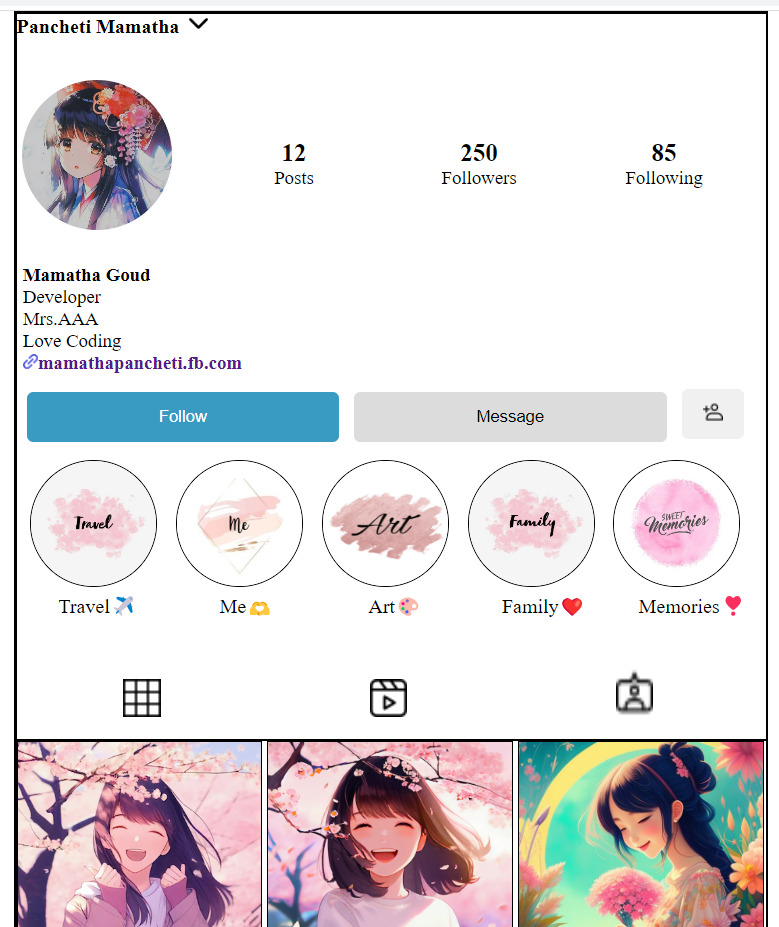 Pancheti Mamatha
12 250 85
Posts Followers Following
Mamatha Goud
Developer
Mrs.AAA
Love Coding
mamathapancheti.fb.com
Follow Message
Travel Me Art Family SWEET Memories
Travel Me Art Family Memories